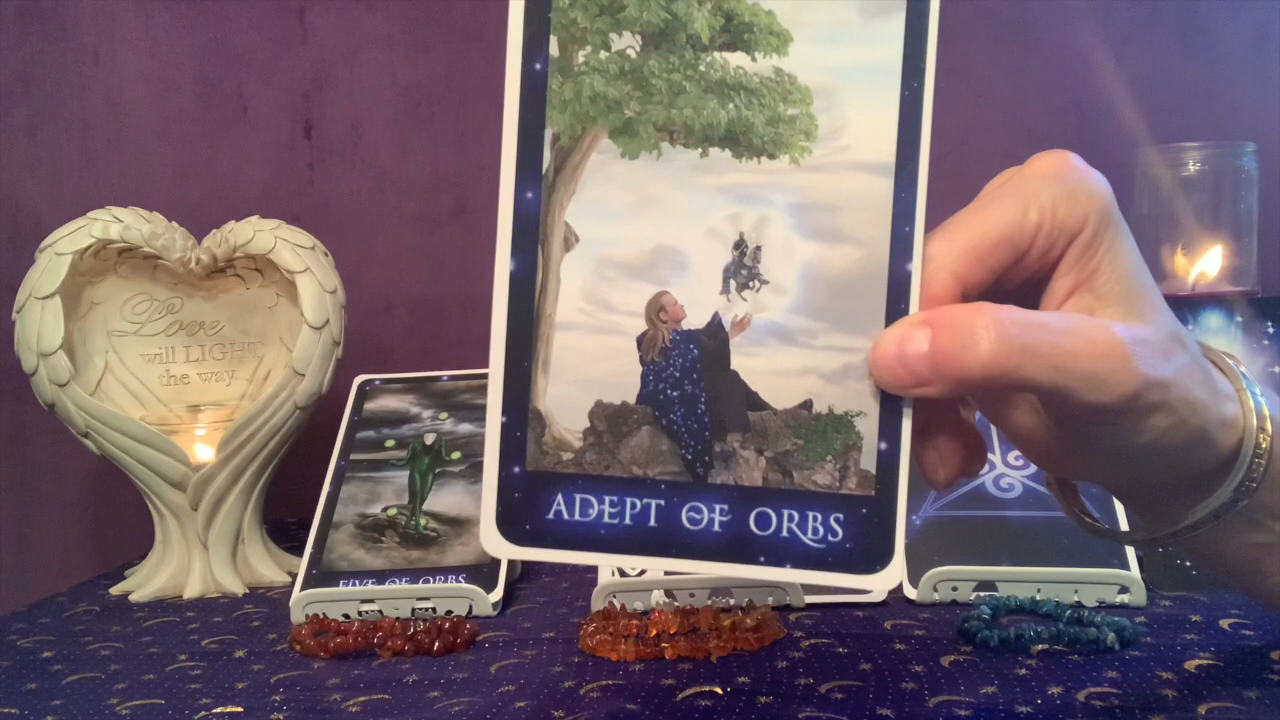 Love
will LIGHT
the way.
FIVE OF ORBS
ADEPT OF ORBS